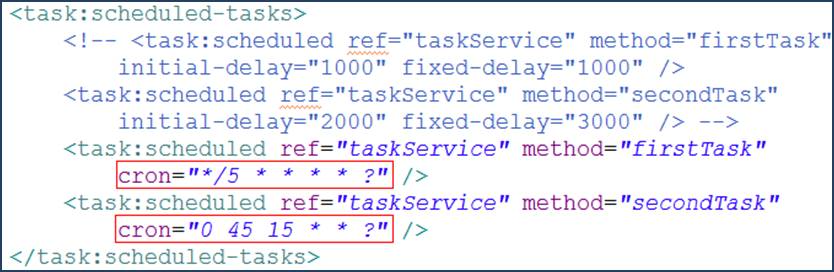 <task:scheduled-tasks>
<!-- <task:scheduled ref="taskService" method="firstTask"
initial-delay="1000" fixed-delay="1000" />
<task:scheduled ref="taskService" method="secondTask"
initial-delay="2000" fixed-delay="3000" /> -->
<task:scheduled ref="taskService" method="firstTask"
cron="*/5 * * * * ?" />
<task:scheduled ref="taskService" method="secondTask"
cron="0 45 15 * * ?" />
</task:scheduled-tasks>